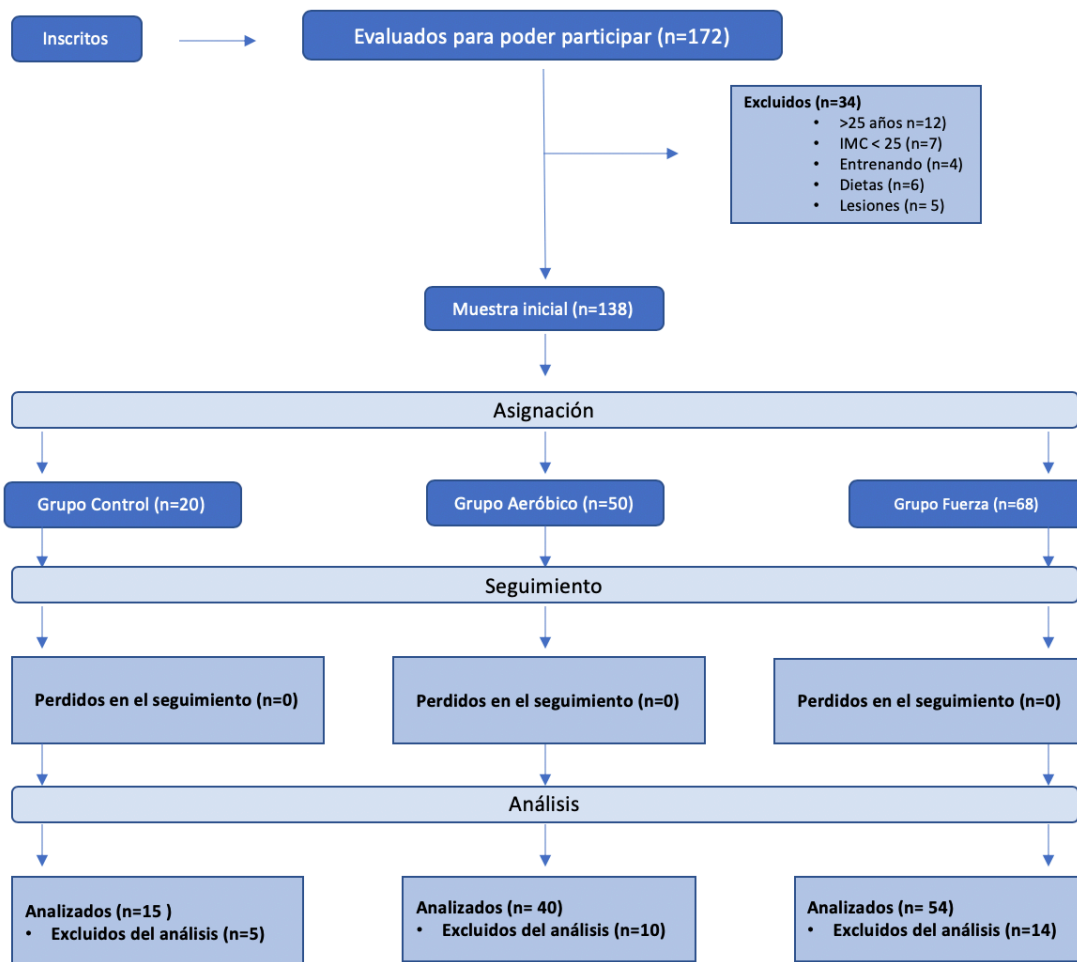 Inscritos
Evaluados para poder participar (n=172)
Excluidos (n=34)
• >25 años n=12)
• IMC < 25 (n=7)
• Entrenando (n=4)
• Dietas (n=6)
• Lesiones (n= 5)
Muestra inicial (n=138)
Asignación
Grupo Control (n=20)
Grupo Aeróbico (n=50)
Grupo Fuerza (n=68)
Seguimiento
Perdidos en el seguimiento (n=0)
Perdidos en el seguimiento (n=0)
Perdidos en el seguimiento (n=0)
Análisis
Analizados (n=15 )
• Excluidos del análisis (n=5)
Analizados (n= 40)
• Excluidos del análisis (n=10)
Analizados (n= 54)
• Excluidos del análisis (n=14)